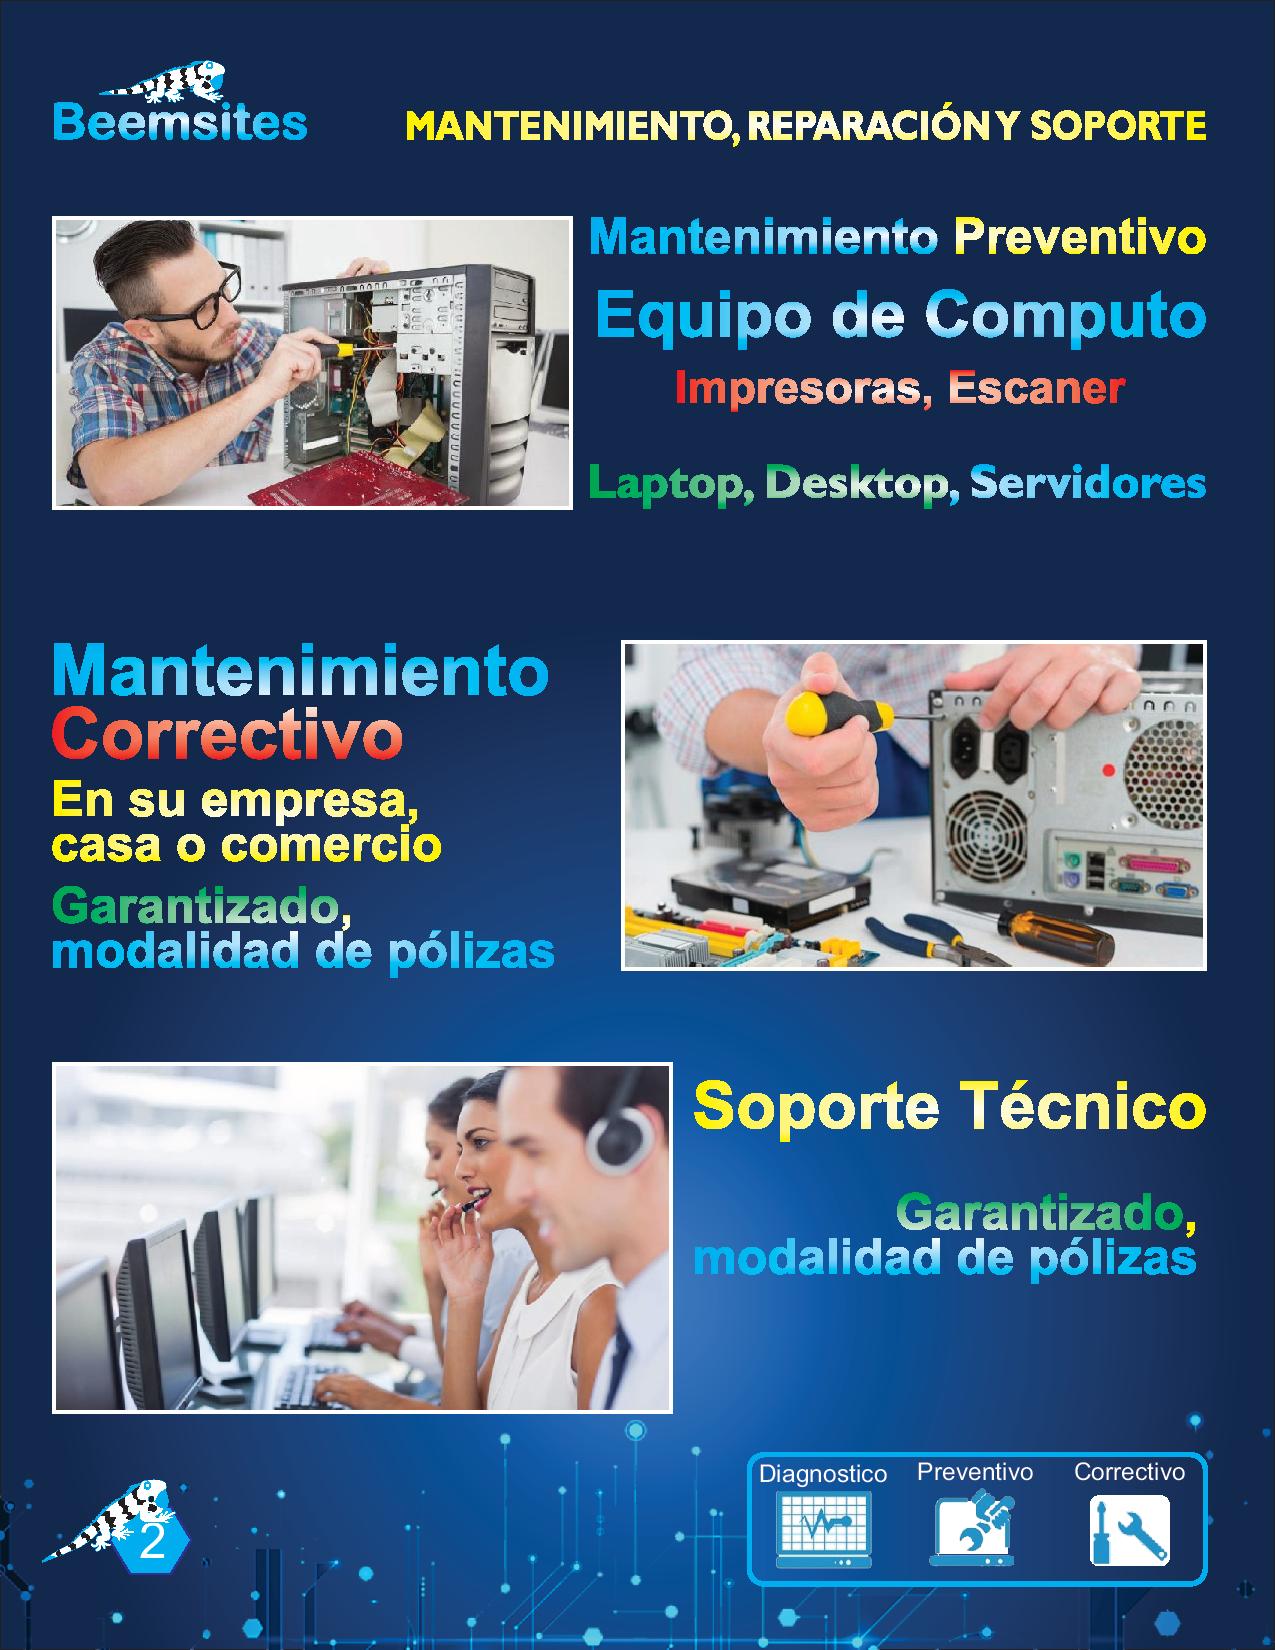 Beemsites
MANTENIMIENTO, REPARACIÓN Y SOPORTE
Mantenimiento Preventivo
Equipo de Computo
Impresoras, Escaner
Laptop, Desktop, Servidores
Mantenimiento
Correctivo
En su empresa,
casa o comercio
Garantizado,
modalidad de pólizas
Soporte Técnico
Garantizado,
modalidad de pólizas
Diagnostico Preventivo Correctivo
2